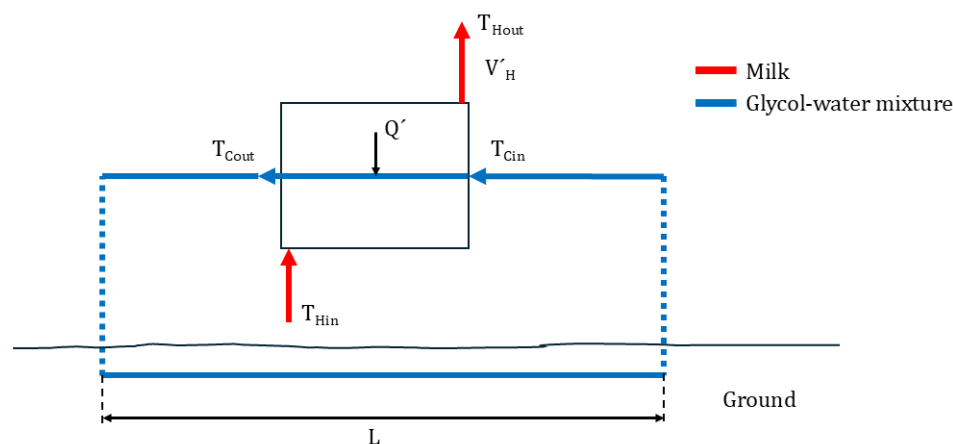 T_Hout
V´_H
Milk
Glycol-water mixture
Q´
T_Cout
T_Cin
T_Hin
Ground
L